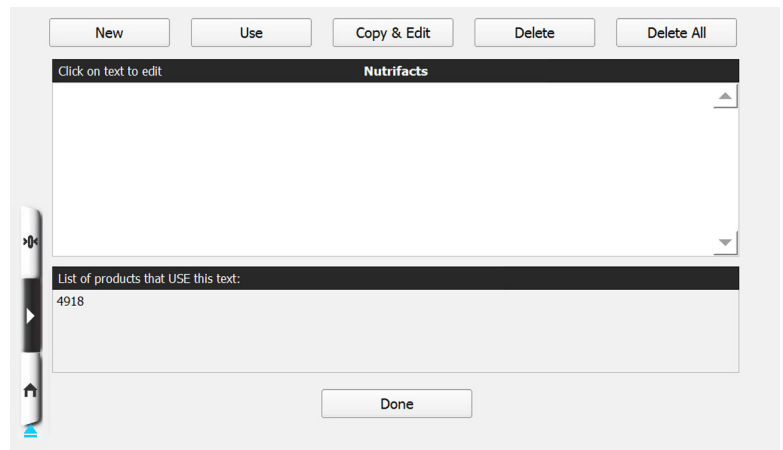 New Use Copy & Edit Delete Delete All
Click on text to edit Nutrifacts
>0<
List of products that USE this text:
4918
Done